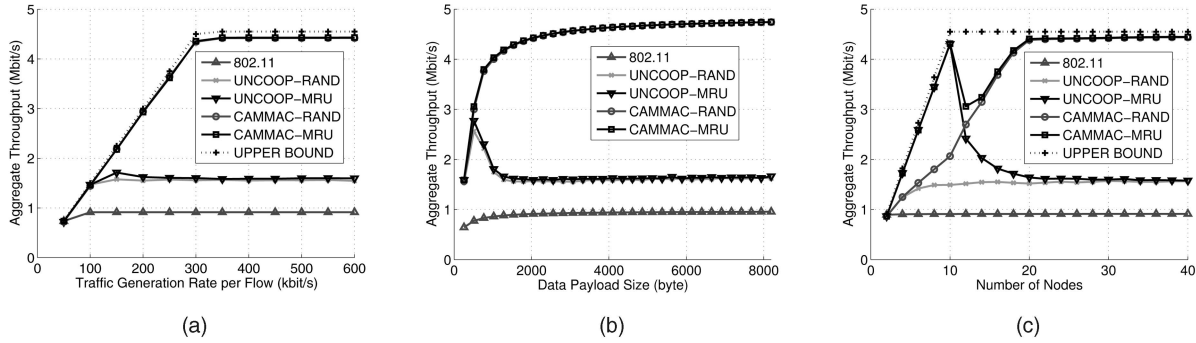 5
4
3
2
1
0
Aggregate Throughput (Mbit/s)
802.11
UNCOOP−RAND
UNCOOP−MRU
CAMMAC−RAND
CAMMAC−MRU
UPPER BOUND
0 100 200 300 400 500 600
Traffic Generation Rate per Flow (kbit/s)
(a)
5
4
3
2
1
0
Aggregate Throughput (Mbit/s)
802.11
UNCOOP−RAND
UNCOOP−MRU
CAMMAC−RAND
CAMMAC−MRU
0 2000 4000 6000 8000
Data Payload Size (byte)
(b)
5
4
3
2
1
0
Aggregate Throughput (Mbit/s)
802.11
UNCOOP−RAND
UNCOOP−MRU
CAMMAC−RAND
CAMMAC−MRU
UPPER BOUND
0 10 20 30 40
Number of Nodes
(c)